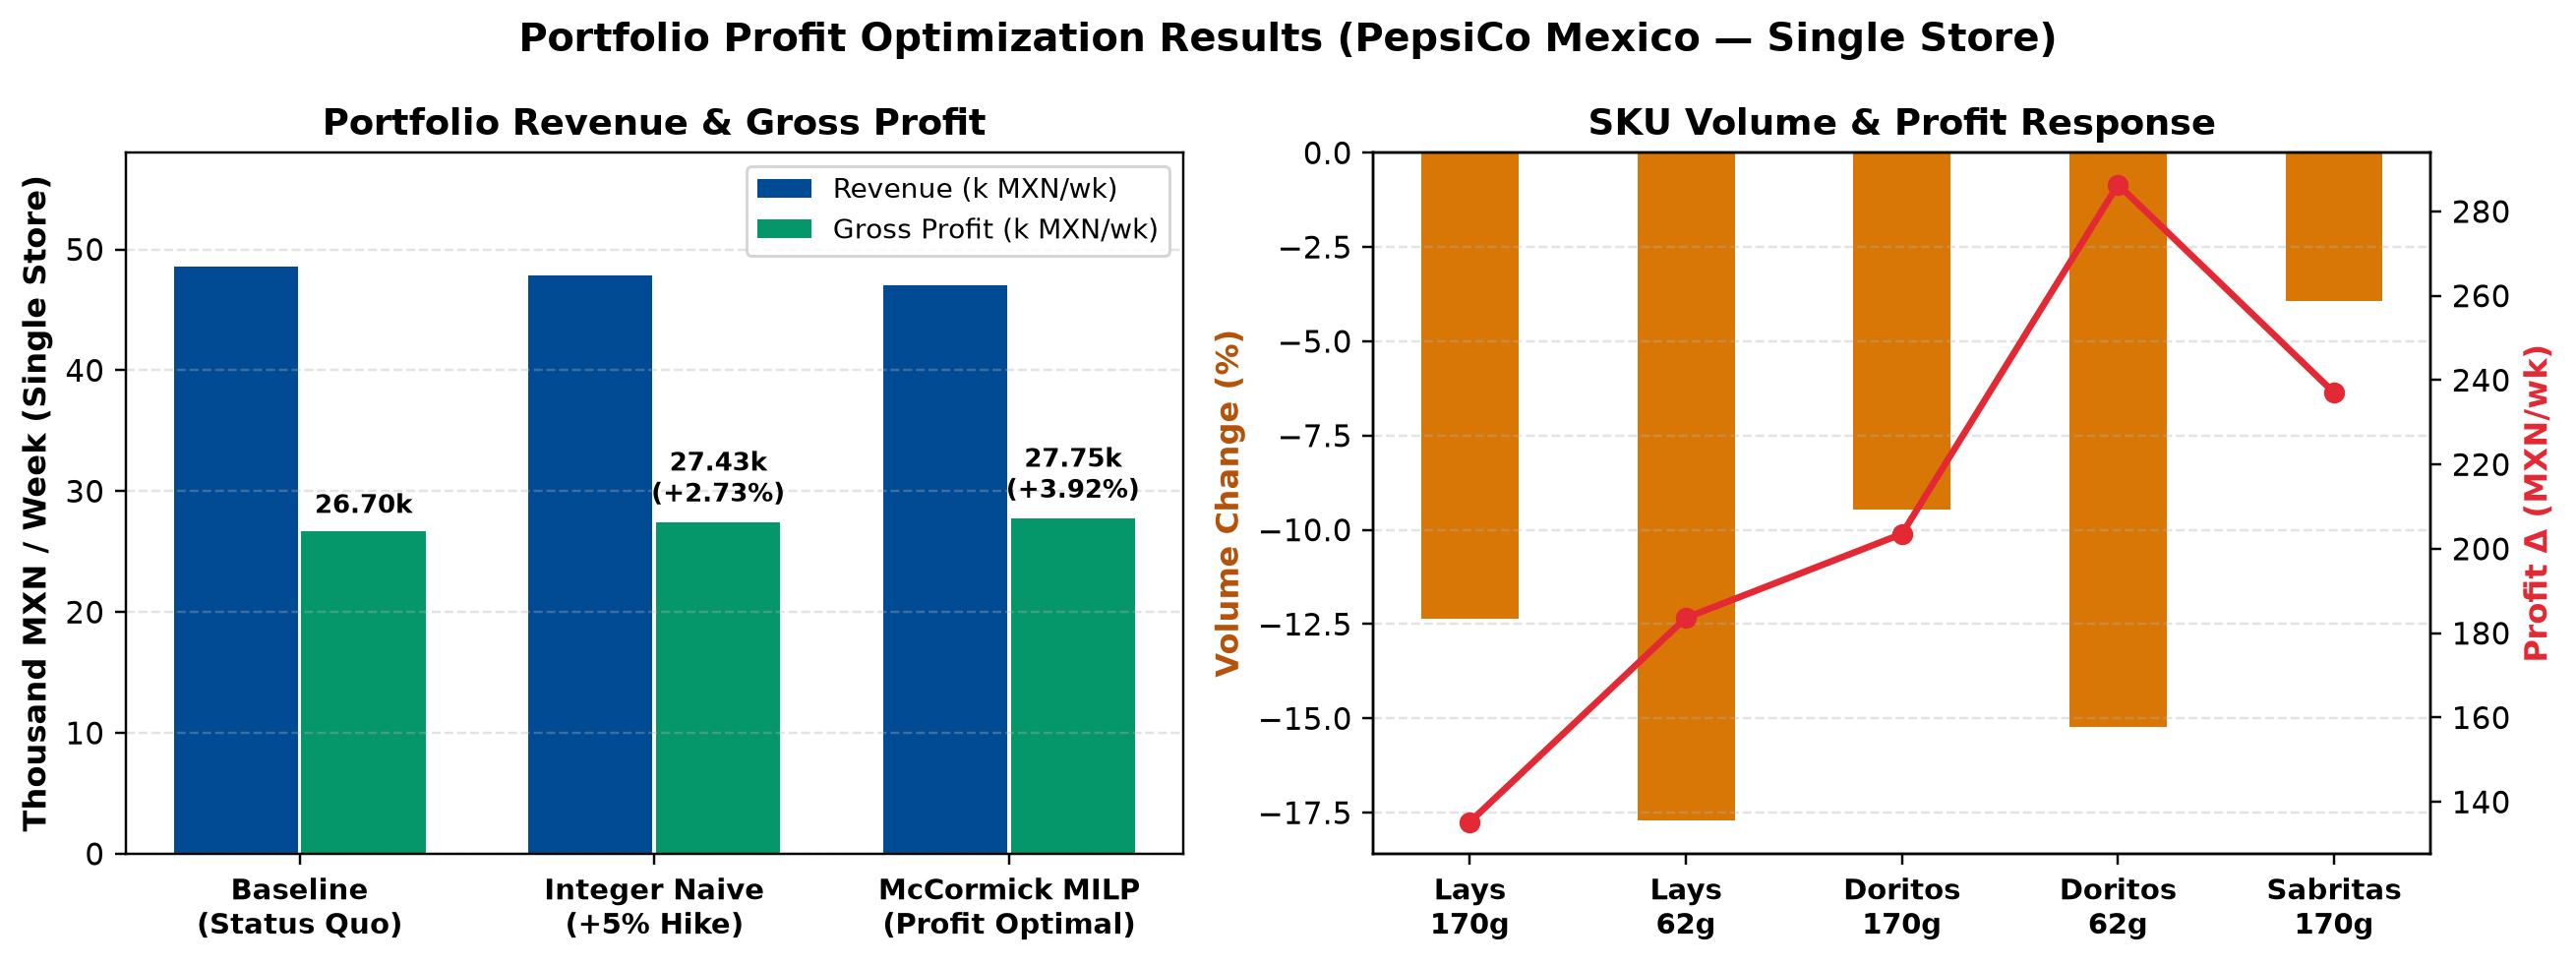 Portfolio Profit Optimization Results (PepsiCo Mexico — Single Store)
Portfolio Revenue & Gross Profit
Thousand MXN / Week (Single Store)
50
40
30
20
10
0
Revenue (k MXN/wk)
Gross Profit (k MXN/wk)
26.70k
27.43k
(+2.73%)
27.75k
(+3.92%)
Baseline
(Status Quo)
Integer Naive
(+5% Hike)
McCormick MILP
(Profit Optimal)
SKU Volume & Profit Response
Volume Change (%)
0.0
−2.5
−5.0
−7.5
−10.0
−12.5
−15.0
−17.5
Lays
170g
Lays
62g
Doritos
170g
Doritos
62g
Sabritas
170g
280
260
240
220
200
180
160
140
Profit Δ (MXN/wk)